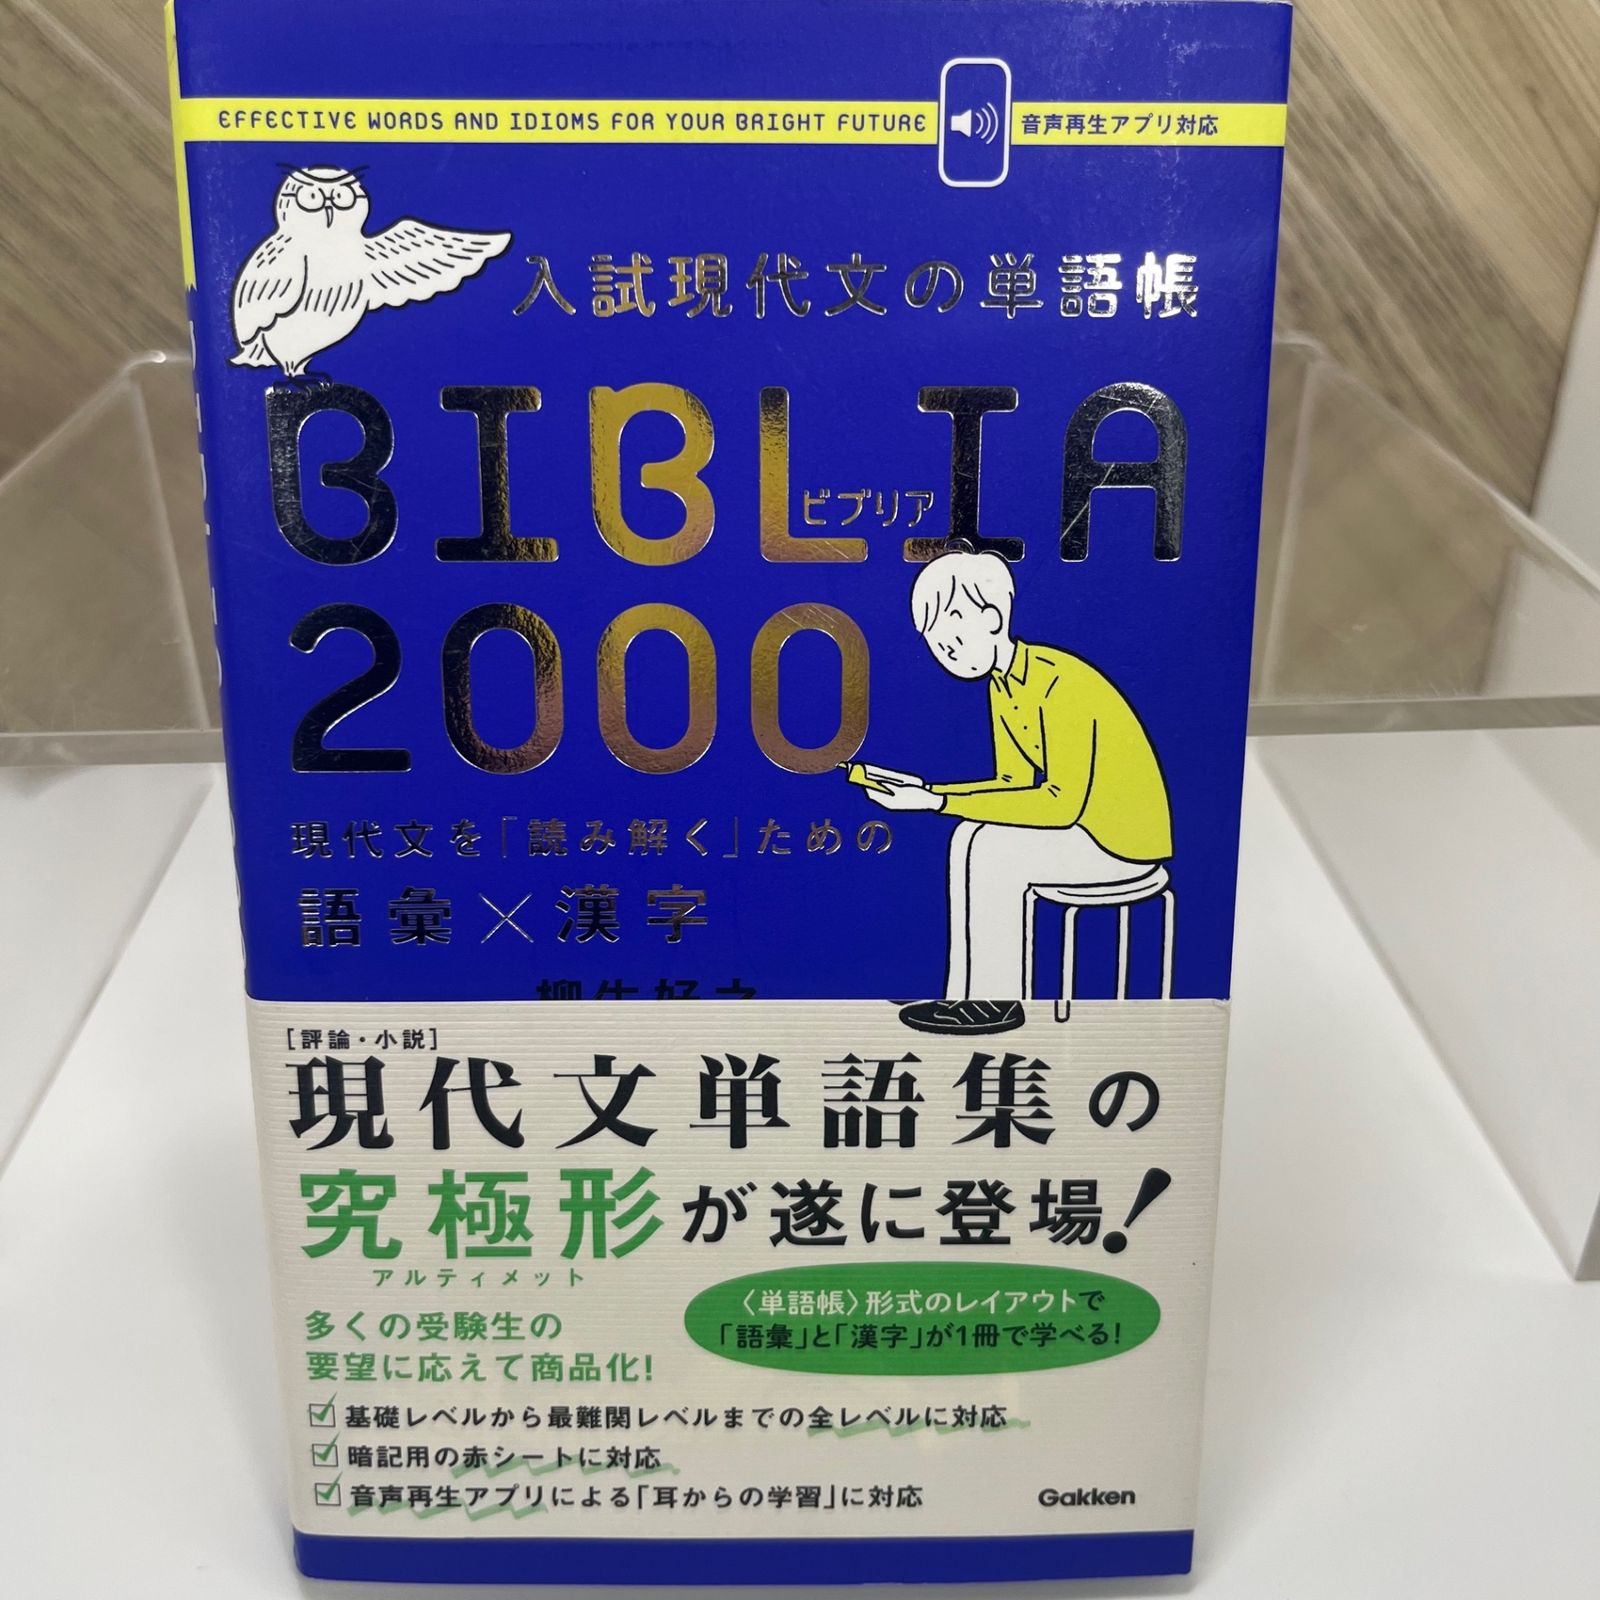 EFFECTIVE WORDS AND IDIOMS FOR YOUR BRIGHT FUTURE
音声再生アプリ対応
入試現代文の単語帳
BIBLIA
ビブリア
2000
現代文を「読み解く」ための
語彙×漢字
柳生好之
[評論・小説]
現代文単語集の
究極形が遂に登場!
アルティメット
〈単語帳〉形式のレイアウトで
「語彙」と「漢字」が1冊で学べる!
多くの受験生の
要望に応えて商品化!
基礎レベルから最難関レベルまでの全レベルに対応
暗記用の赤シートに対応
音声再生アプリによる「耳からの学習」に対応
Gakken